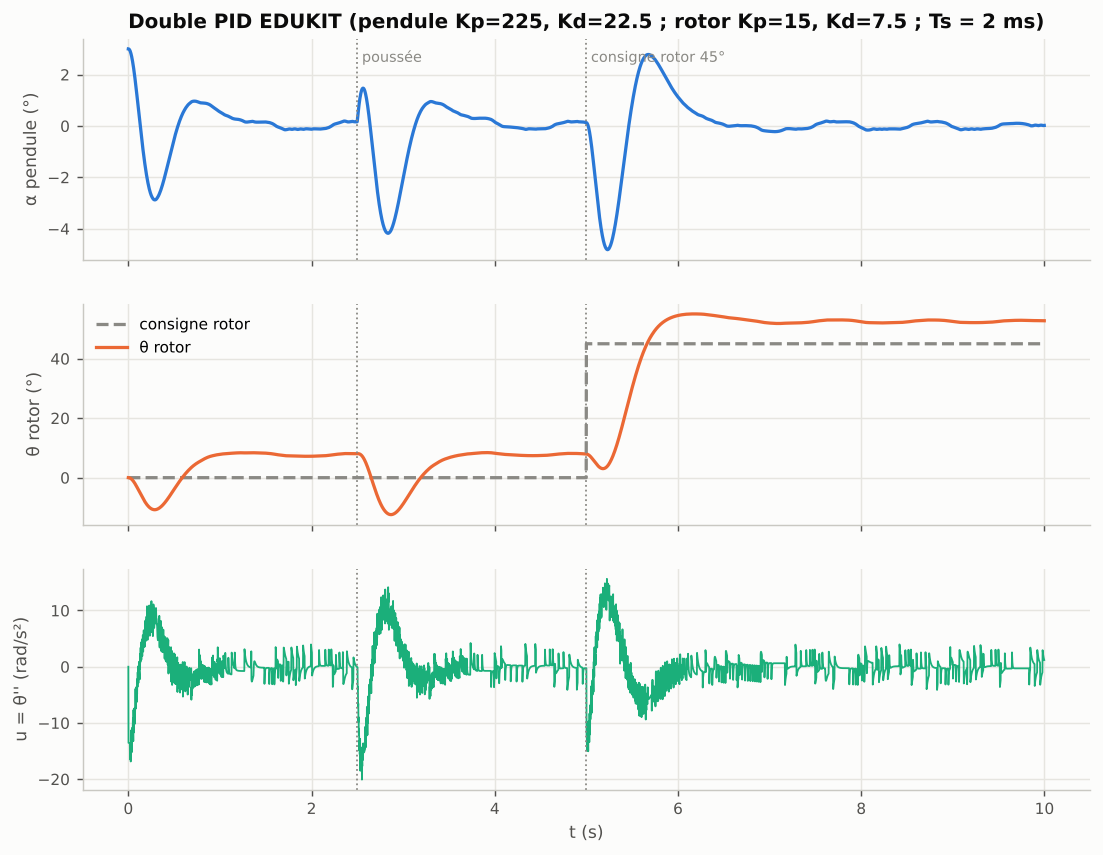 Double PID EDUKIT (pendule Kp=225, Kd=22.5 ; rotor Kp=15, Kd=7.5 ; Ts = 2 ms)
poussée
consigne rotor 45°
α pendule (°)
2
0
−2
−4
consigne rotor
θ rotor
θ rotor (°)
40
20
0
u = θ'' (rad/s²)
10
0
−10
−20
0 2 4 6 8 10
t (s)